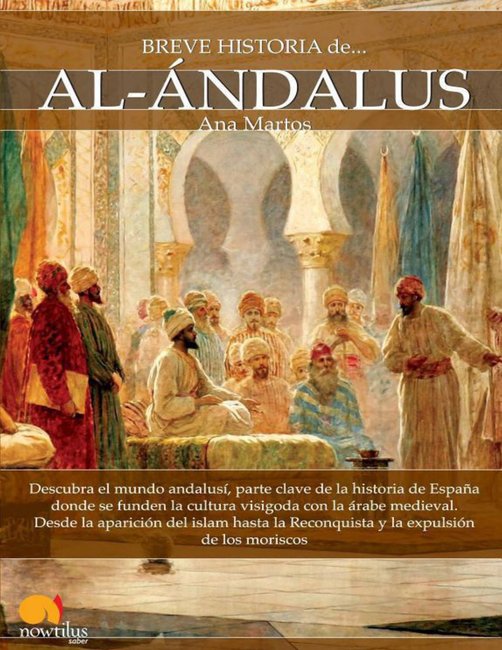 BREVE HISTORIA de...
AL-ÁNDALUS
Ana Martos
Descubra el mundo andalusí, parte clave de la historia de España
donde se funden la cultura visigoda con la árabe medieval.
Desde la aparición del islam hasta la Reconquista y la expulsión
de los moriscos
nowtilus
saber